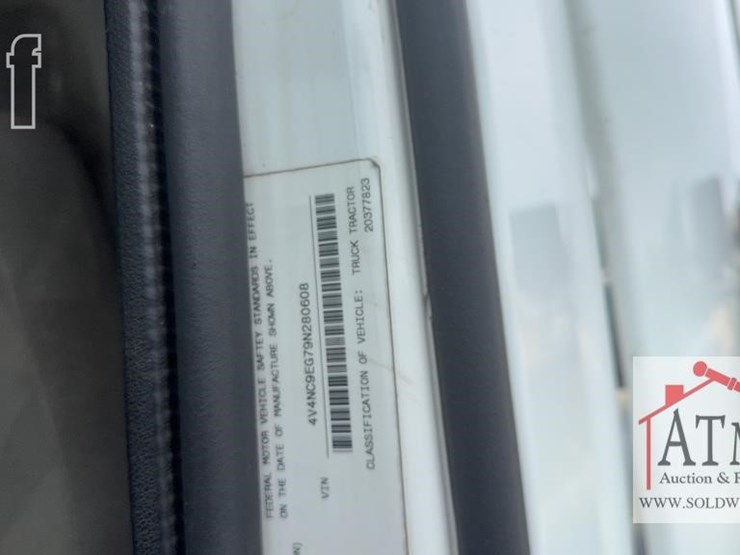 f
FEDERAL MOTOR VEHICLE SAFTEY STANDARDS IN EFFECT
ON THE DATE OF MANUFACTURE SHOWN ABOVE.
4V4NC9EG79N280608
VIN
CLASSIFICATION OF VEHICLE: TRUCK TRACTOR
20377823
ATM
Auction &
WWW.SOLDW